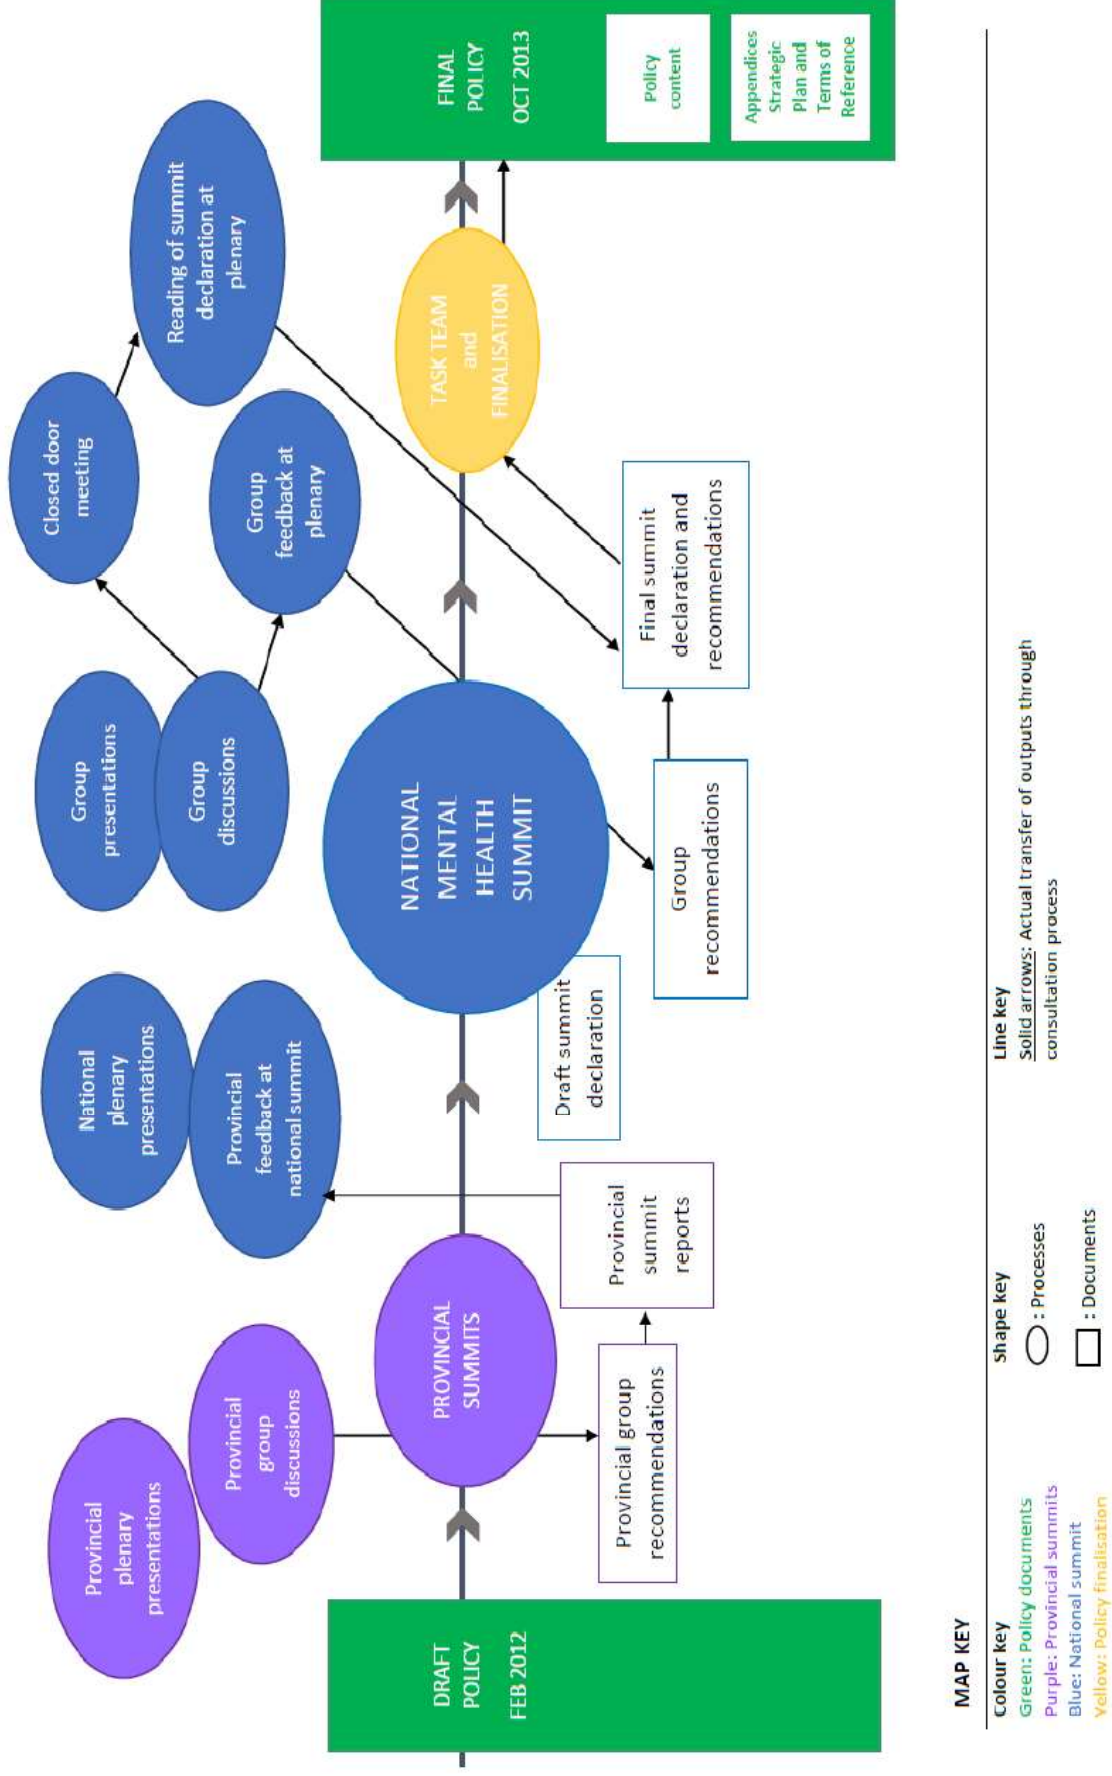 DRAFT
POLICY
FEB 2012
Provincial
plenary
presentations
Provincial
group
discussions
PROVINCIAL
SUMMITS
Provincial group
recommendations
Provincial
summit
reports
National
plenary
presentations
Provincial
feedback at
national summit
Draft summit
declaration
NATIONAL
MENTAL
HEALTH
SUMMIT
Group
presentations
Group
discussions
Group
recommendations
Closed door
meeting
Group
feedback at
plenary
Reading of summit
declaration at
plenary
Final summit
declaration and
recommendations
TASK TEAM
and
FINALISATION
FINAL
POLICY
OCT 2013
Policy
content
Appendices
Strategic
Plan and
Terms of
Reference
MAP KEY
Colour key
Green: Policy documents
Purple: Provincial summits
Blue: National summit
Yellow: Policy finalisation
Shape key
: Processes
: Documents
Line key
Solid arrows: Actual transfer of outputs through
consultation process